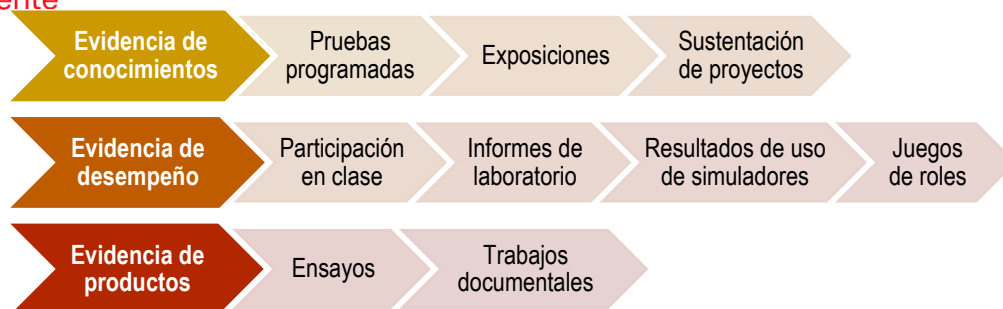 Evidencia de
conocimientos
Pruebas
programadas
Exposiciones
Sustentación
de proyectos
Evidencia de
desempeño
Participación
en clase
Informes de
laboratorio
Resultados de uso
de simuladores
Juegos
de roles
Evidencia de
productos
Ensayos
Trabajos
documentales